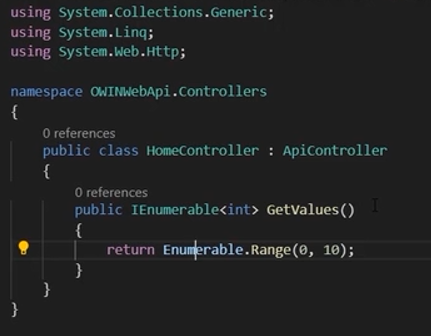 using System.Collections.Generic;
using System.Linq;
using System.Web.Http;
namespace OWINWebApi.Controllers
{
0 references
public class HomeController : ApiController
{
0 references
public IEnumerable<int> GetValues()
{
return Enumerable.Range(0, 10);
}
}
}